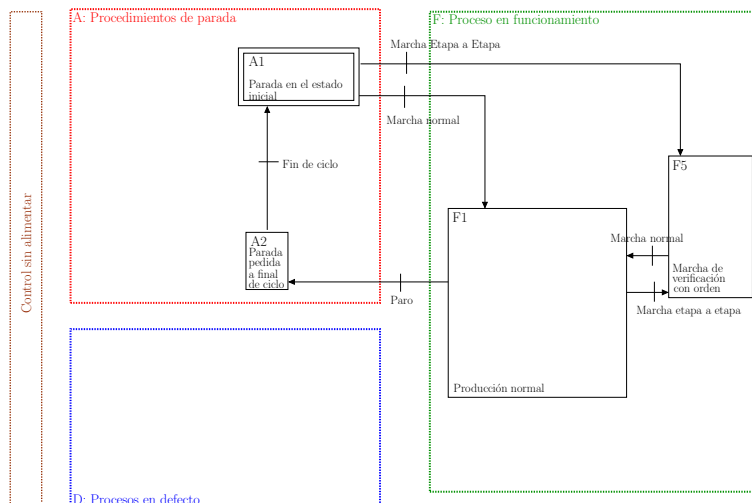 A: Procedimientos de parada
F: Proceso en funcionamiento
Marcha Etapa a Etapa
A1
Parada en el estado
inicial
Marcha normal
Fin de ciclo
Control sin alimentar
F5
F1
A2
Parada
pedida
a final
de ciclo
Marcha normal
Marcha de
verificación
con orden
Paro
Marcha etapa a etapa
Producción normal
D: Procesos en defecto